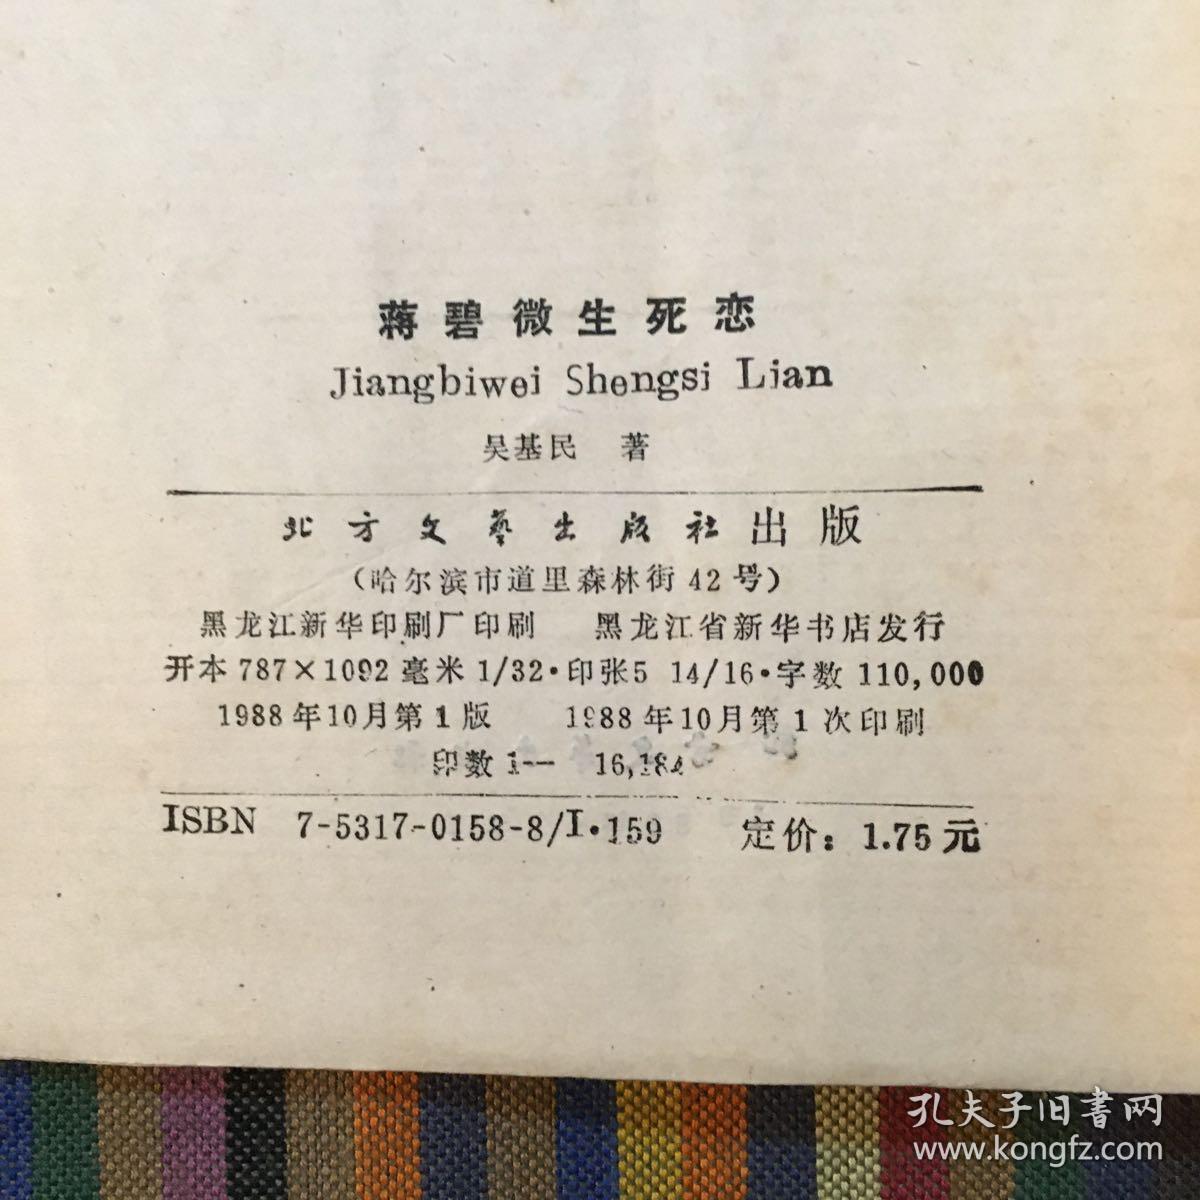 蒋碧微生死恋
Jiangbiwei Shengsi Lian
吴基民 著
北方文艺出版社出版
（哈尔滨市道里森林街42号）
黑龙江新华印刷厂印刷 黑龙江省新华书店发行
开本787×1092毫米1/32·印张5 14/16·字数110,000
1988年10月第1版 1988年10月第1次印刷
印数1— 16,184
ISBN 7-5317-0158-8/I·159 定价：1.75元
孔夫子旧書网
www.kongfz.com